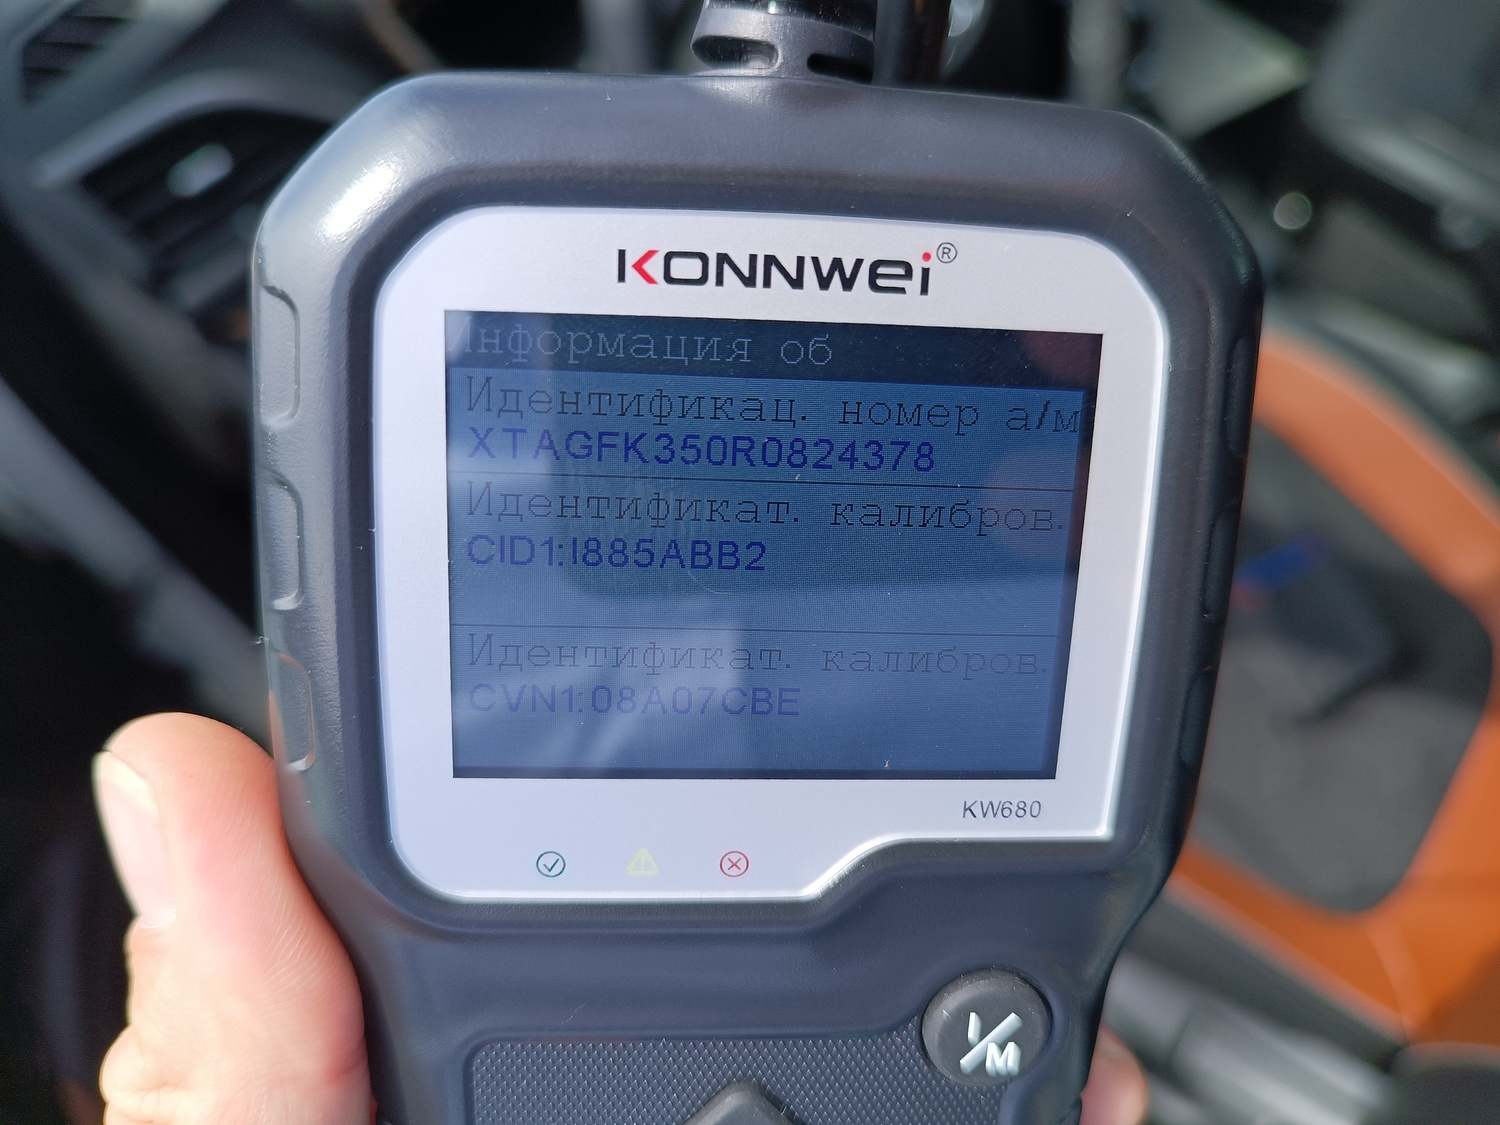 KONNWEI®
Информация об
Идентификац. номер а/м
XTAGFK350R0824378
Идентификат. калибров.
CID1:I885ABB2
Идентификат. калибров.
CVN1:08A07CBE
KW680
I/M